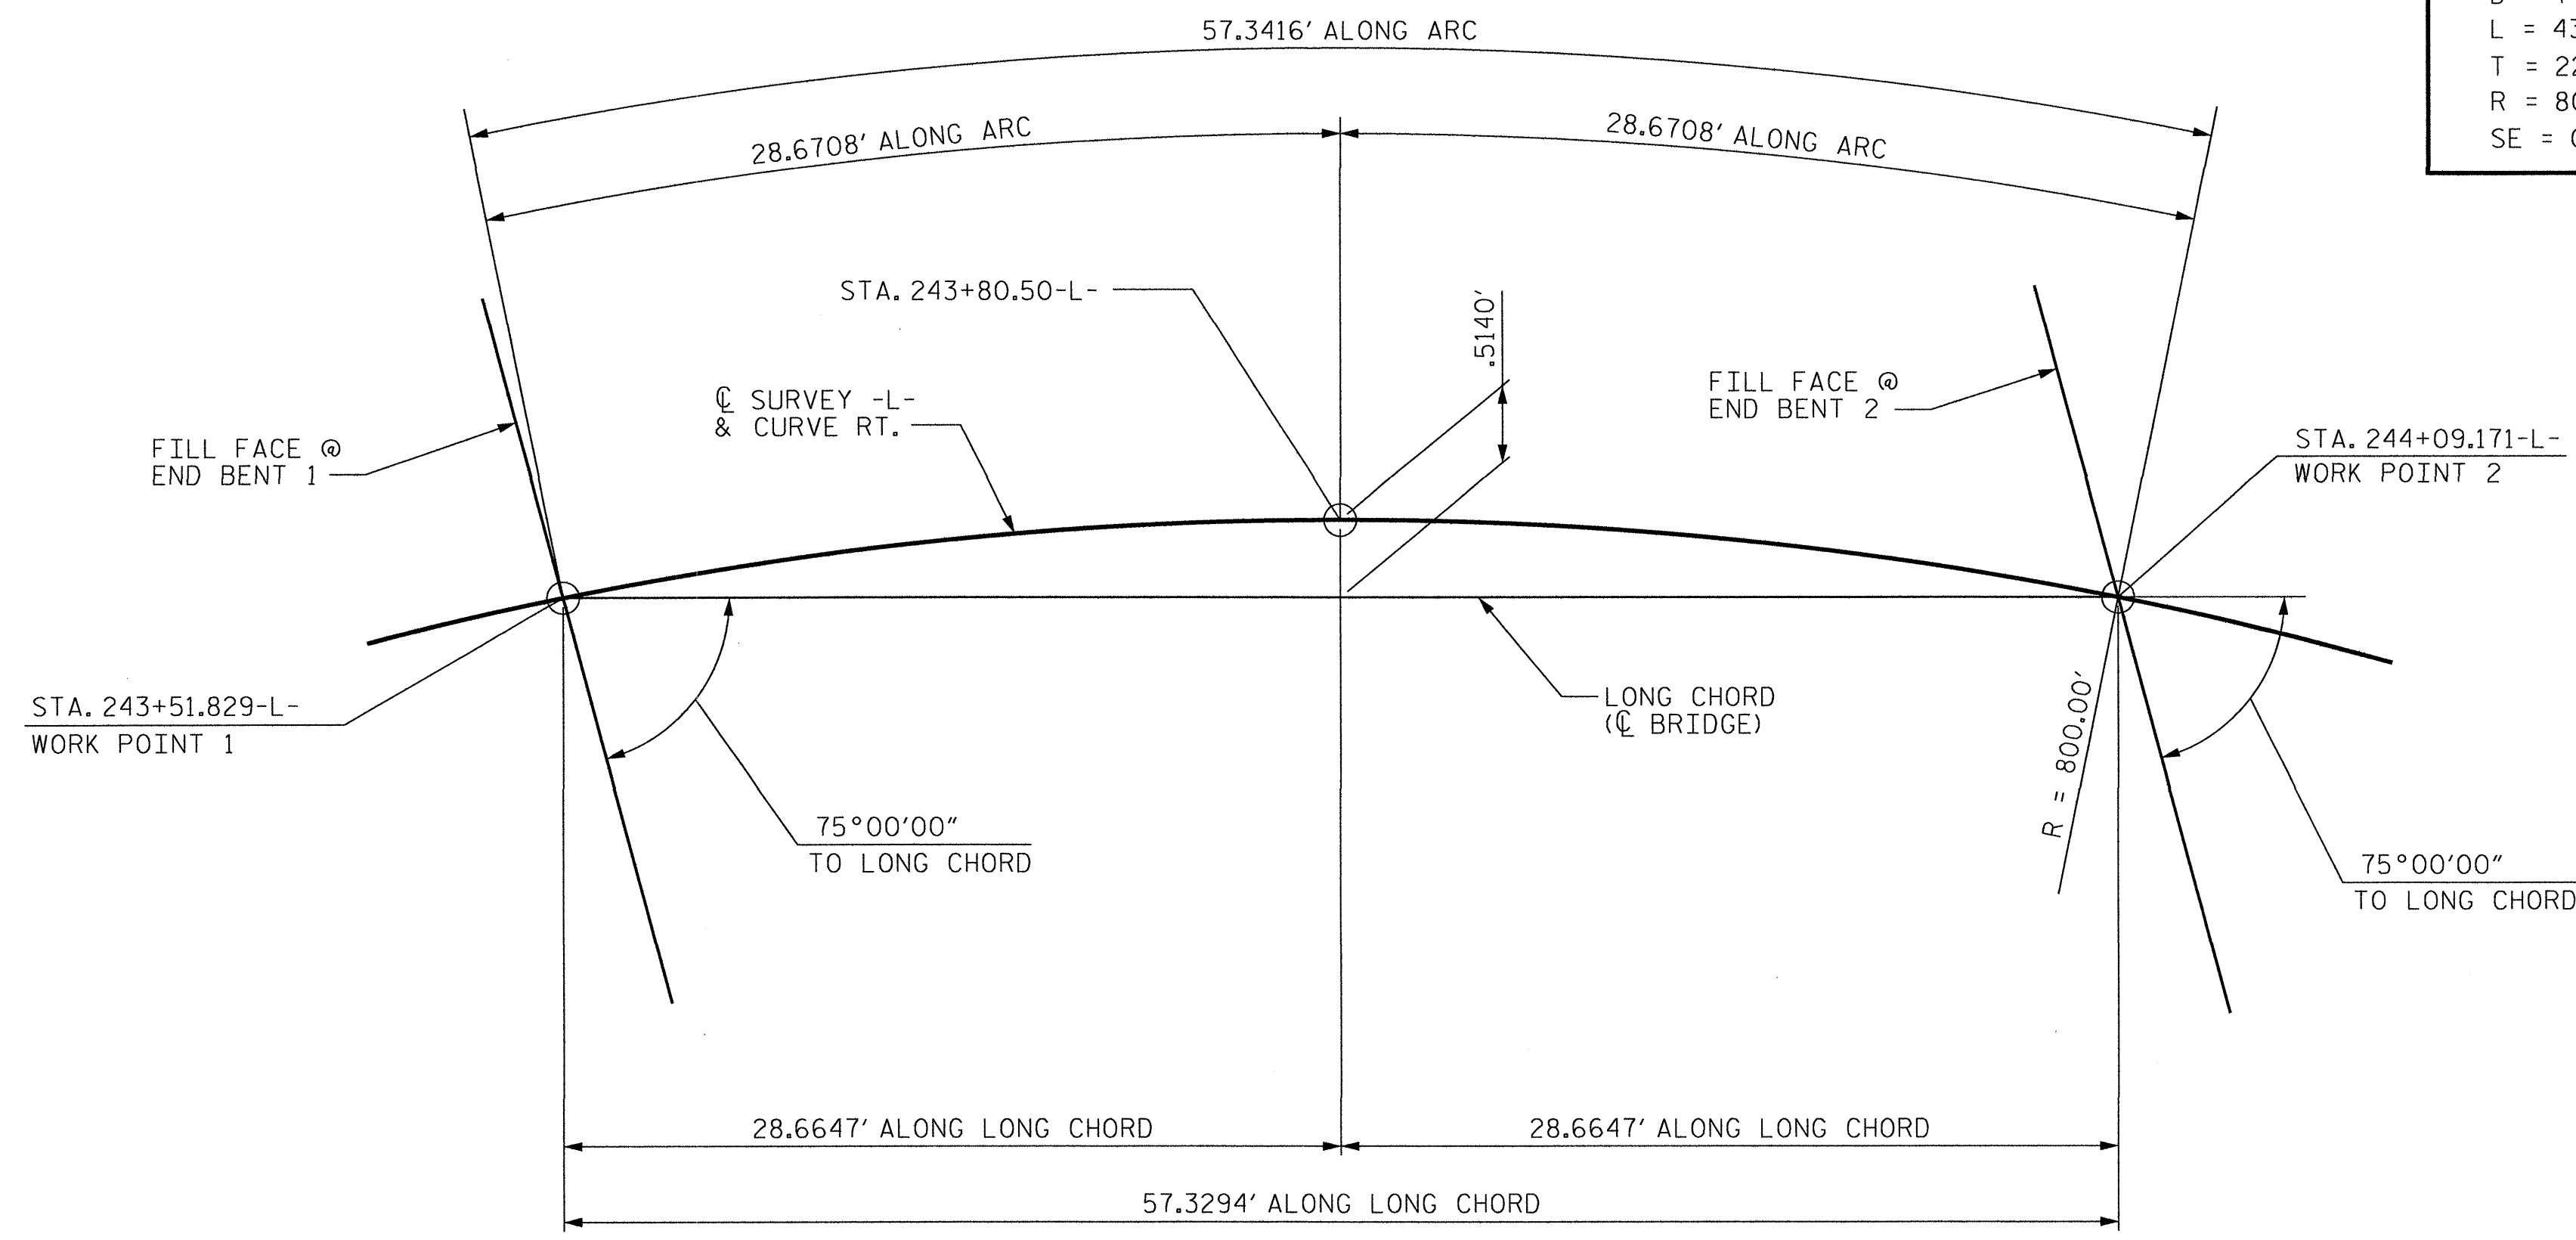 57.3416' ALONG ARC
28.6708' ALONG ARC
28.6708' ALONG ARC
L = 43
T = 22
R = 80
SE = 0
STA. 243+80.50-L-
.5140'
℄ SURVEY -L-
& CURVE RT.
FILL FACE @
END BENT 1
FILL FACE @
END BENT 2
STA. 244+09.171-L-
WORK POINT 2
STA. 243+51.829-L-
WORK POINT 1
LONG CHORD
(℄ BRIDGE)
R = 800.00'
75°00'00"
TO LONG CHORD
75°00'00"
TO LONG CHORD
28.6647' ALONG LONG CHORD
28.6647' ALONG LONG CHORD
57.3294' ALONG LONG CHORD